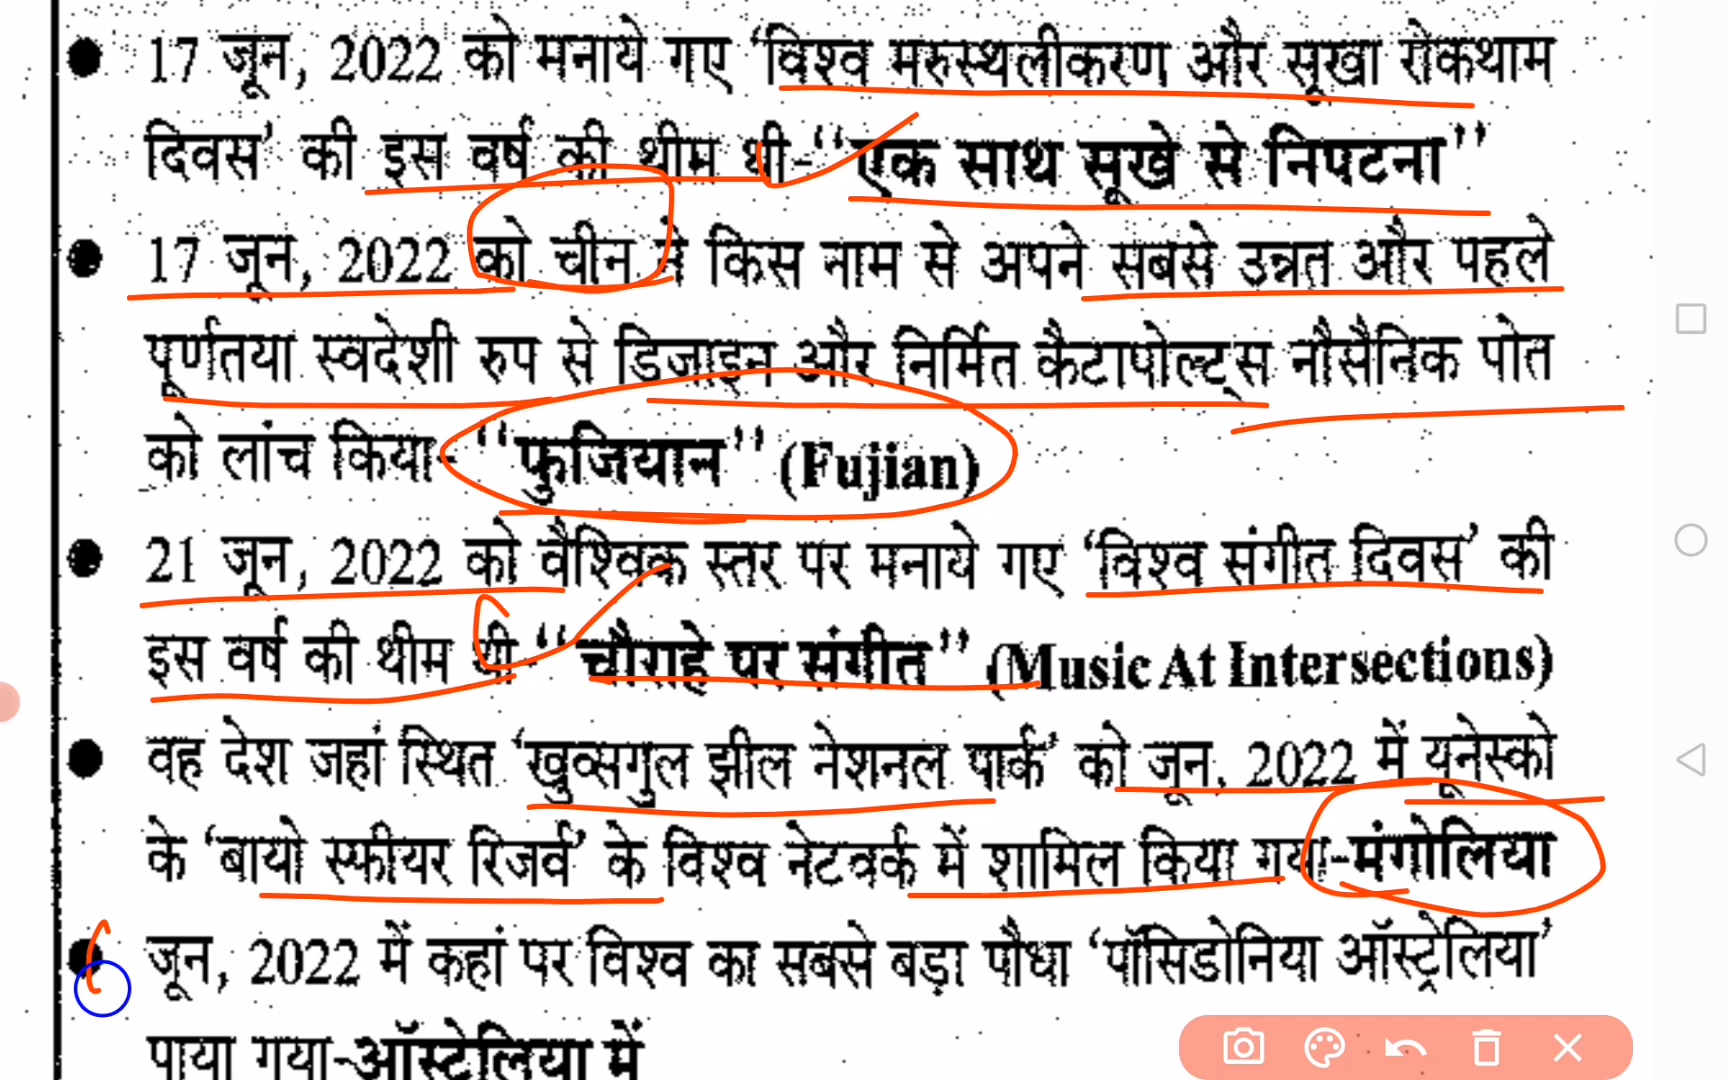 ● 17 जून, 2022 को मनाये गए ‘विश्व मरुस्थलीकरण और सूखा रोकथाम
दिवस’ की इस वर्ष की थीम थी-‘‘एक साथ सूखे से निपटना’’
● 17 जून, 2022 को चीन ने किस नाम से अपने सबसे उन्नत और पहले
पूर्णतया स्वदेशी रुप से डिजाइन और निर्मित कैटापोल्ट्स नौसैनिक पोत
को लांच किया-‘‘फुजियान’’ (Fujian)
● 21 जून, 2022 को वैश्विक स्तर पर मनाये गए ‘विश्व संगीत दिवस’ की
इस वर्ष की थीम थी-‘‘चौराहे पर संगीत’’ (Music At Intersections)
● वह देश जहां स्थित ‘खुव्सगुल झील नेशनल पार्क’ को जून, 2022 में यूनेस्को
के ‘बायो स्फीयर रिजर्व’ के विश्व नेटवर्क में शामिल किया गया-मंगोलिया
● जून, 2022 में कहां पर विश्व का सबसे बड़ा पौधा ‘पॉसिडोनिया ऑस्ट्रेलिया’
पाया गया-ऑस्ट्रेलिया में